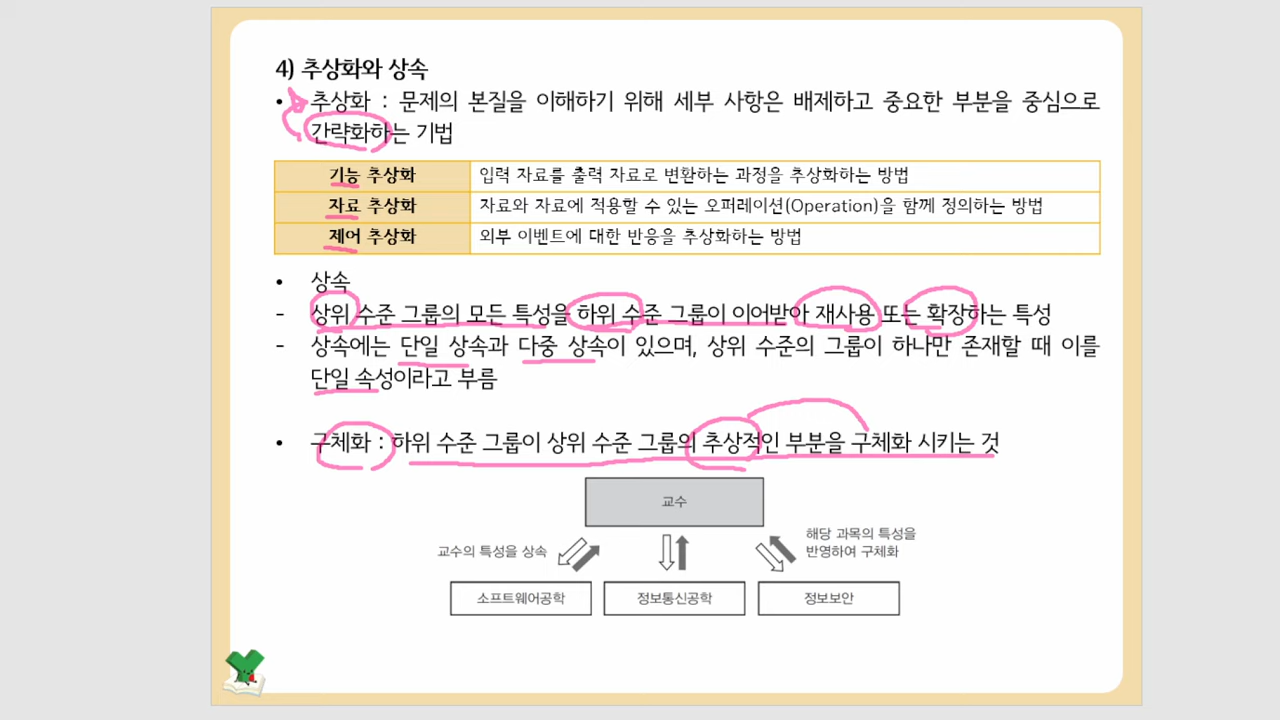 4) 추상화와 상속
• 추상화 : 문제의 본질을 이해하기 위해 세부 사항은 배제하고 중요한 부분을 중심으로
간략화하는 기법
기능 추상화 입력 자료를 출력 자료로 변환하는 과정을 추상화하는 방법
자료 추상화 자료와 자료에 적용할 수 있는 오퍼레이션(Operation)을 함께 정의하는 방법
제어 추상화 외부 이벤트에 대한 반응을 추상화하는 방법
• 상속
- 상위 수준 그룹의 모든 특성을 하위 수준 그룹이 이어받아 재사용 또는 확장하는 특성
- 상속에는 단일 상속과 다중 상속이 있으며, 상위 수준의 그룹이 하나만 존재할 때 이를
단일 속성이라고 부름
• 구체화 : 하위 수준 그룹이 상위 수준 그룹의 추상적인 부분을 구체화 시키는 것
교수
교수의 특성을 상속
해당 과목의 특성을
반영하여 구체화
소프트웨어공학 정보통신공학 정보보안